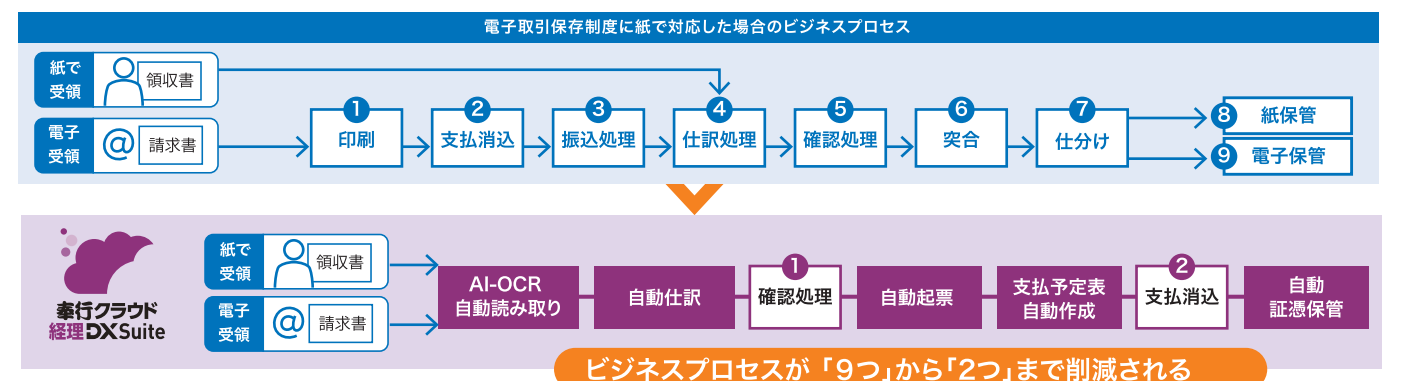 電子取引保存制度に紙で対応した場合のビジネスプロセス
紙で
受領
領収書
電子
受領
@
請求書
1
印刷
2
支払消込
3
振込処理
4
仕訳処理
5
確認処理
6
突合
7
仕分け
8
紙保管
9
電子保管
奉行クラウド
経理DX Suite
紙で
受領
領収書
電子
受領
@
請求書
AI-OCR
自動読み取り
自動仕訳
1
確認処理
自動起票
支払予定表
自動作成
2
支払消込
自動
証憑保管
ビジネスプロセスが「9つ」から「2つ」まで削減される